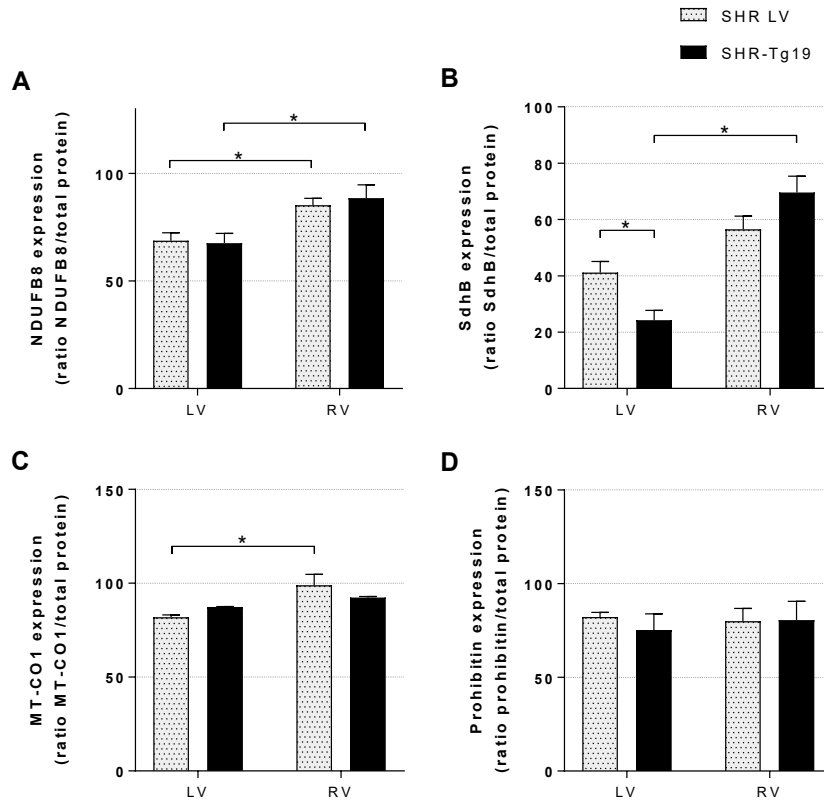 SHR LV
SHR-Tg19
A
NDUFB8 expression
(ratio NDUFB8/total protein)
100
50
0
*
*
LV
RV
B
SdhB expression
(ratio SdhB/total protein)
100
80
60
40
20
0
*
*
LV
RV
C
MT-CO1 expression
(ratio MT-CO1/total protein)
150
100
50
0
*
LV
RV
D
Prohibitin expression
(ratio prohibitin/total protein)
150
100
50
0
LV
RV